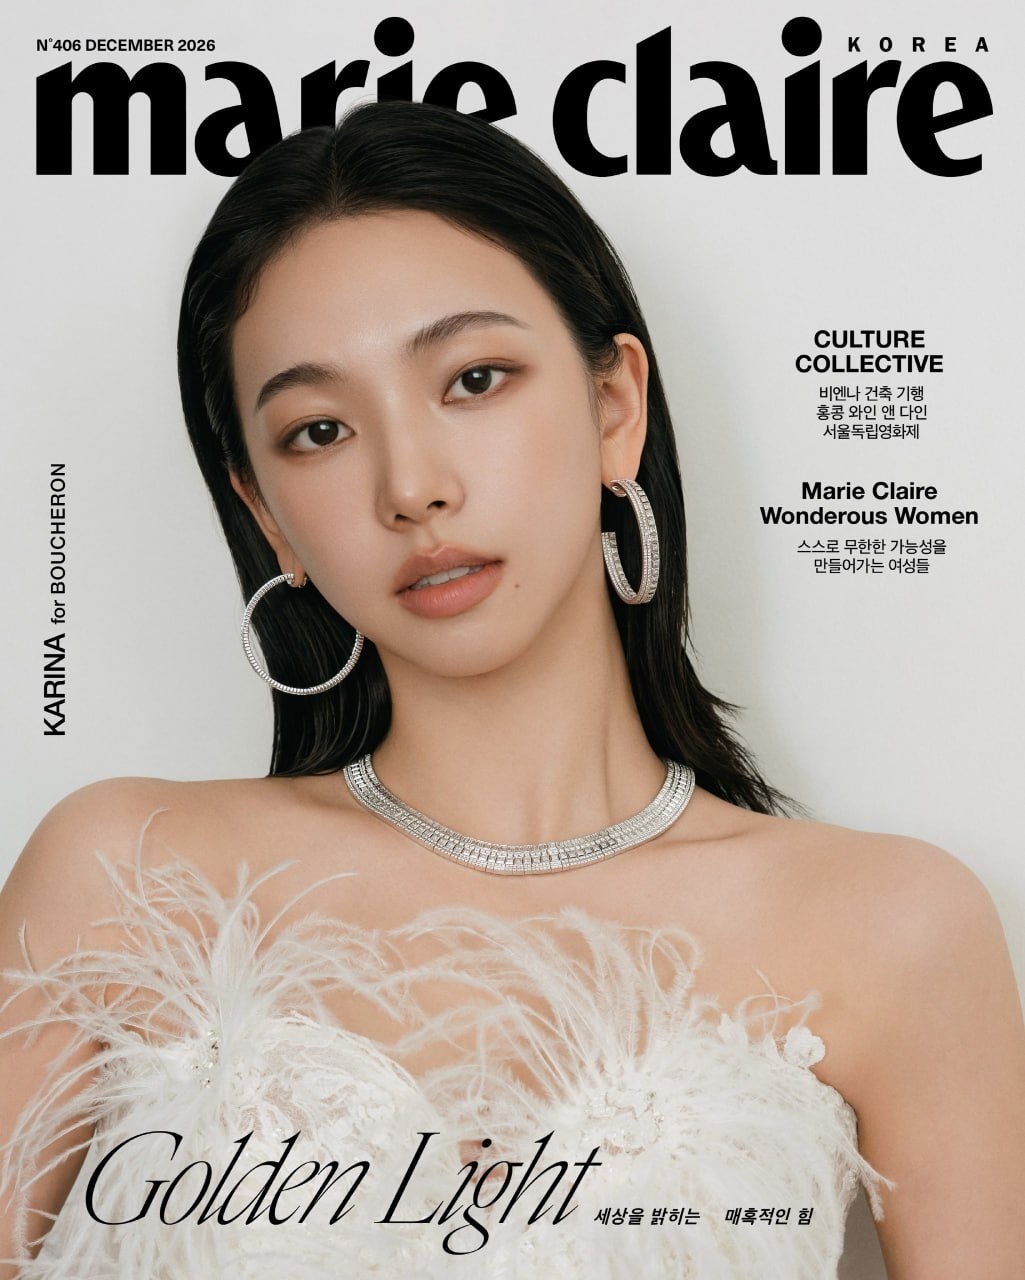 N°406 DECEMBER 2026
KOREA
marie claire
CULTURE
COLLECTIVE
비엔나 건축 기행
홍콩 와인 앤 다인
서울독립영화제
Marie Claire
Wonderous Women
스스로 무한한 가능성을
만들어가는 여성들
KARINA for BOUCHERON
Golden Light
세상을 밝히는 매혹적인 힘